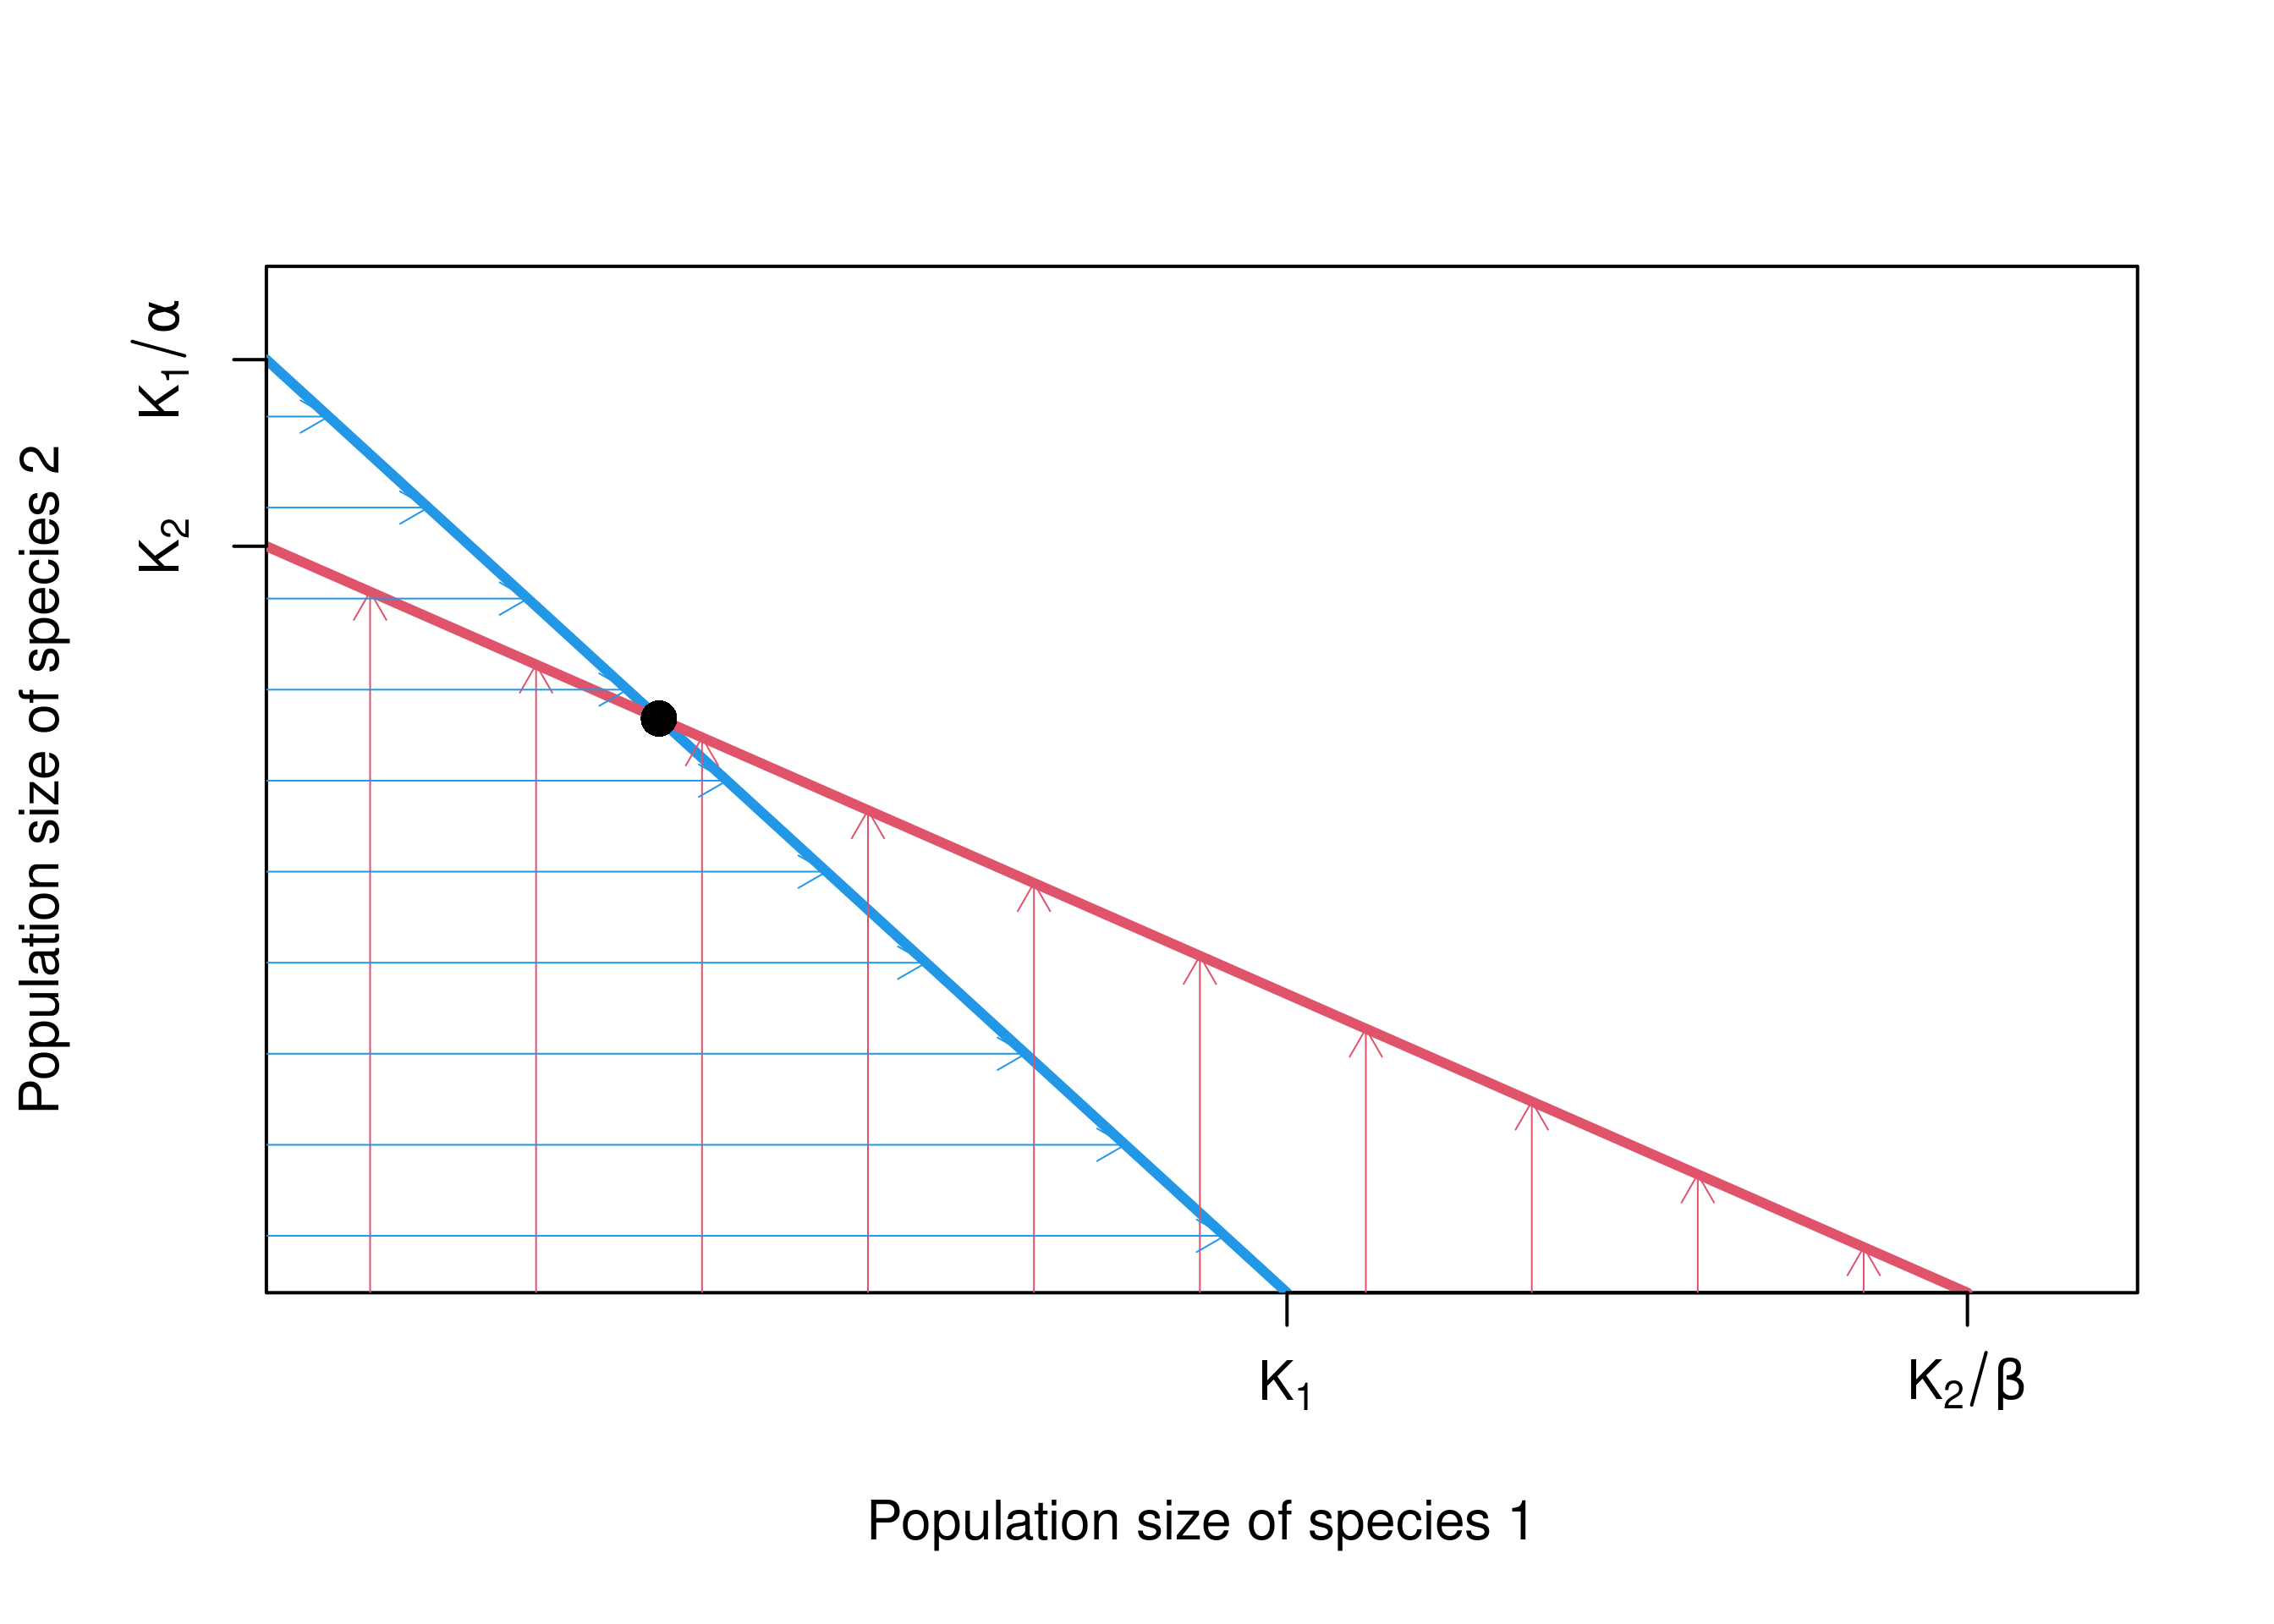 Population size of species 2
K₁/α
K₂
K₁
K₂/β
Population size of species 1